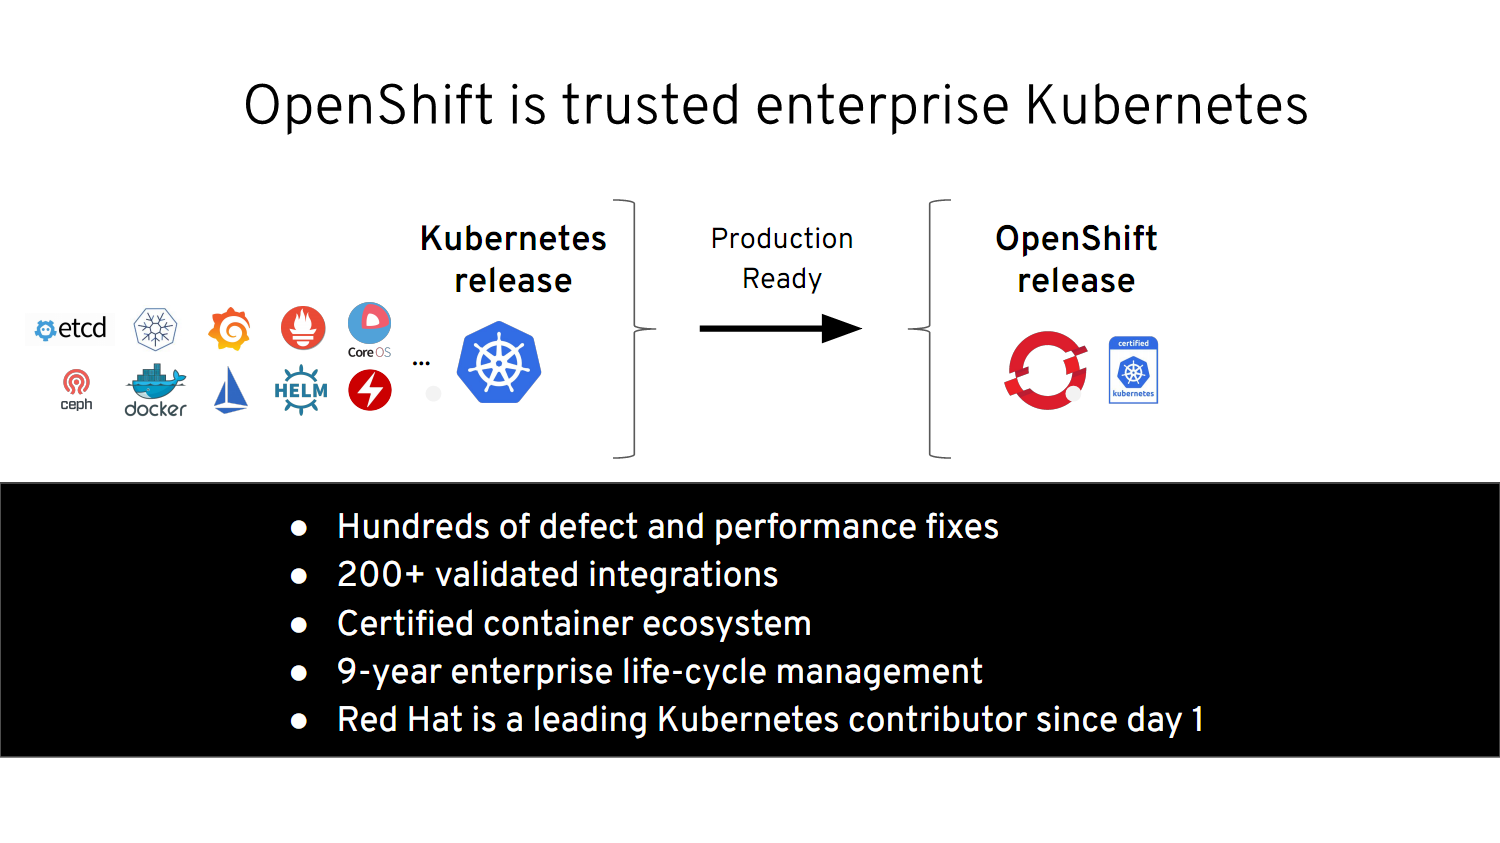 OpenShift is trusted enterprise Kubernetes
Kubernetes
release
Production
Ready
OpenShift
release
etcd
CoreOS
...
ceph
docker
HELM
certified
kubernetes
● Hundreds of defect and performance fixes
● 200+ validated integrations
● Certified container ecosystem
● 9-year enterprise life-cycle management
● Red Hat is a leading Kubernetes contributor since day 1